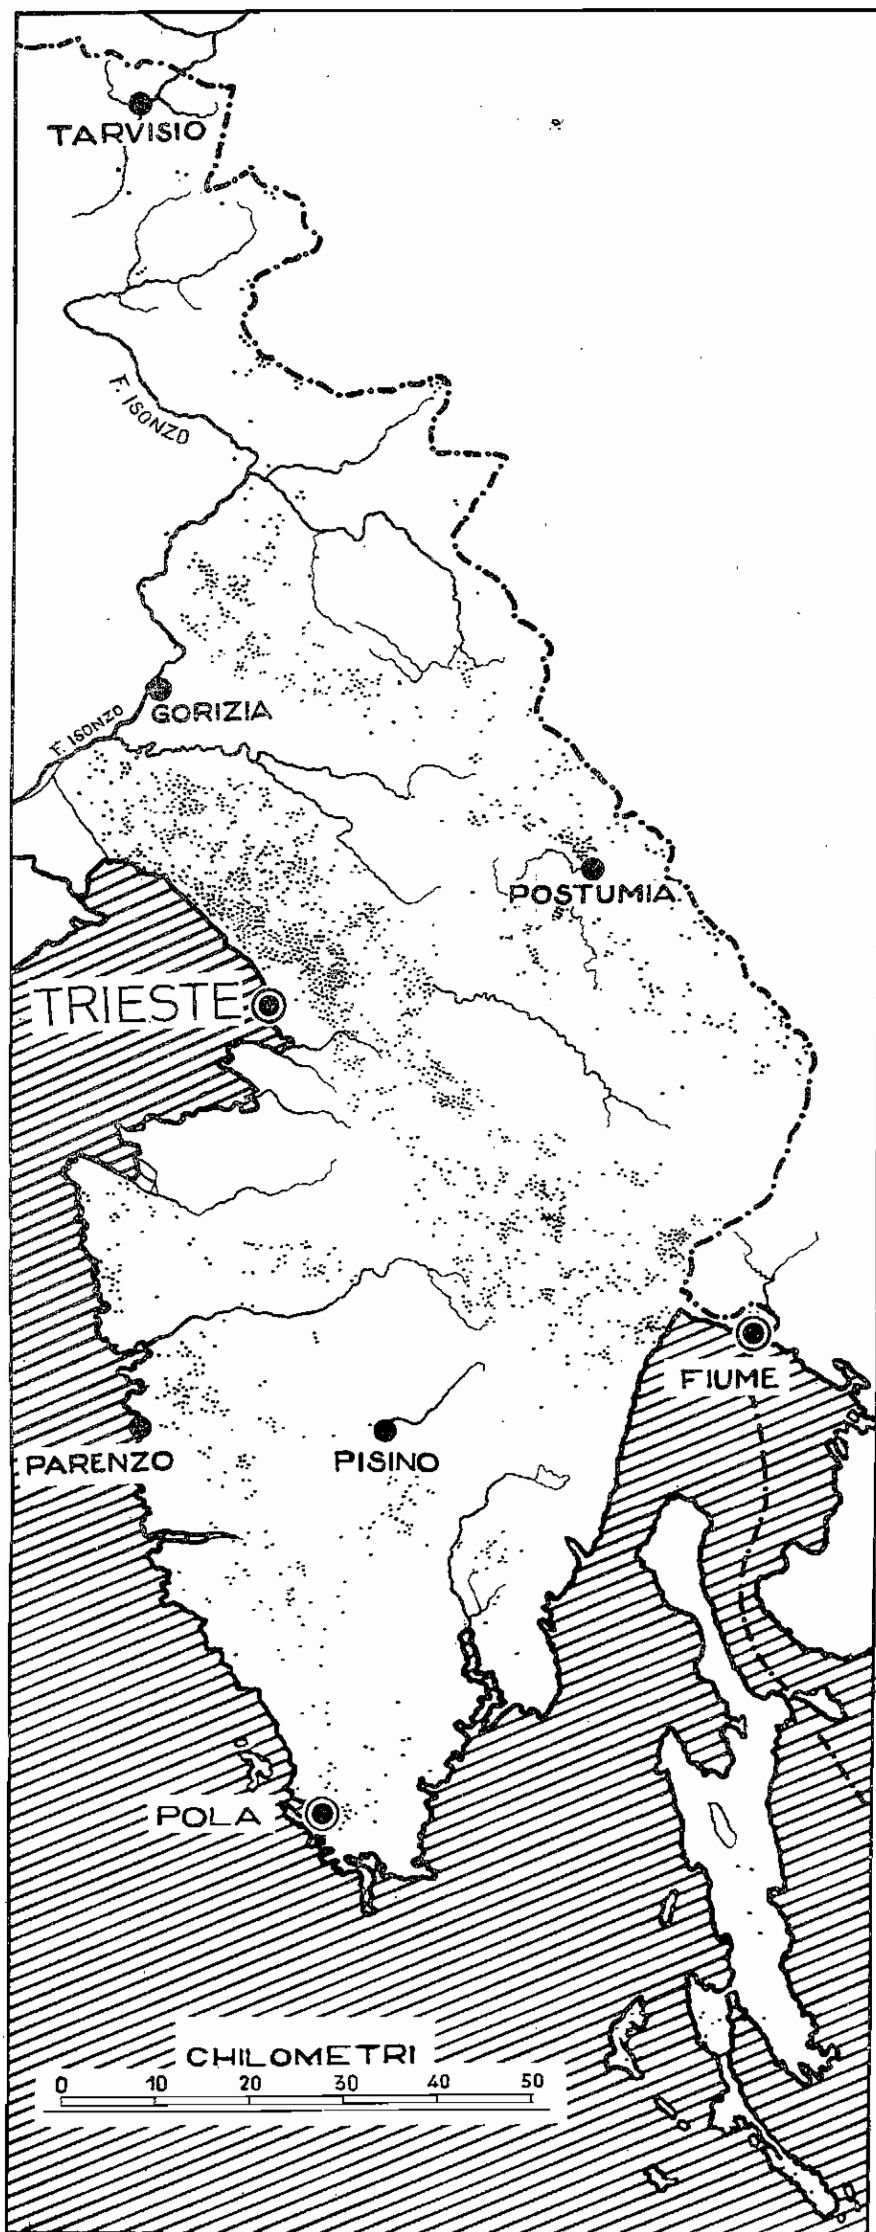 TARVISIO
F. ISONZO
GORIZIA
F. ISONZO
POSTUMIA
TRIESTE
FIUME
PARENZO
PISINO
POLA
CHILOMETRI
0 10 20 30 40 50